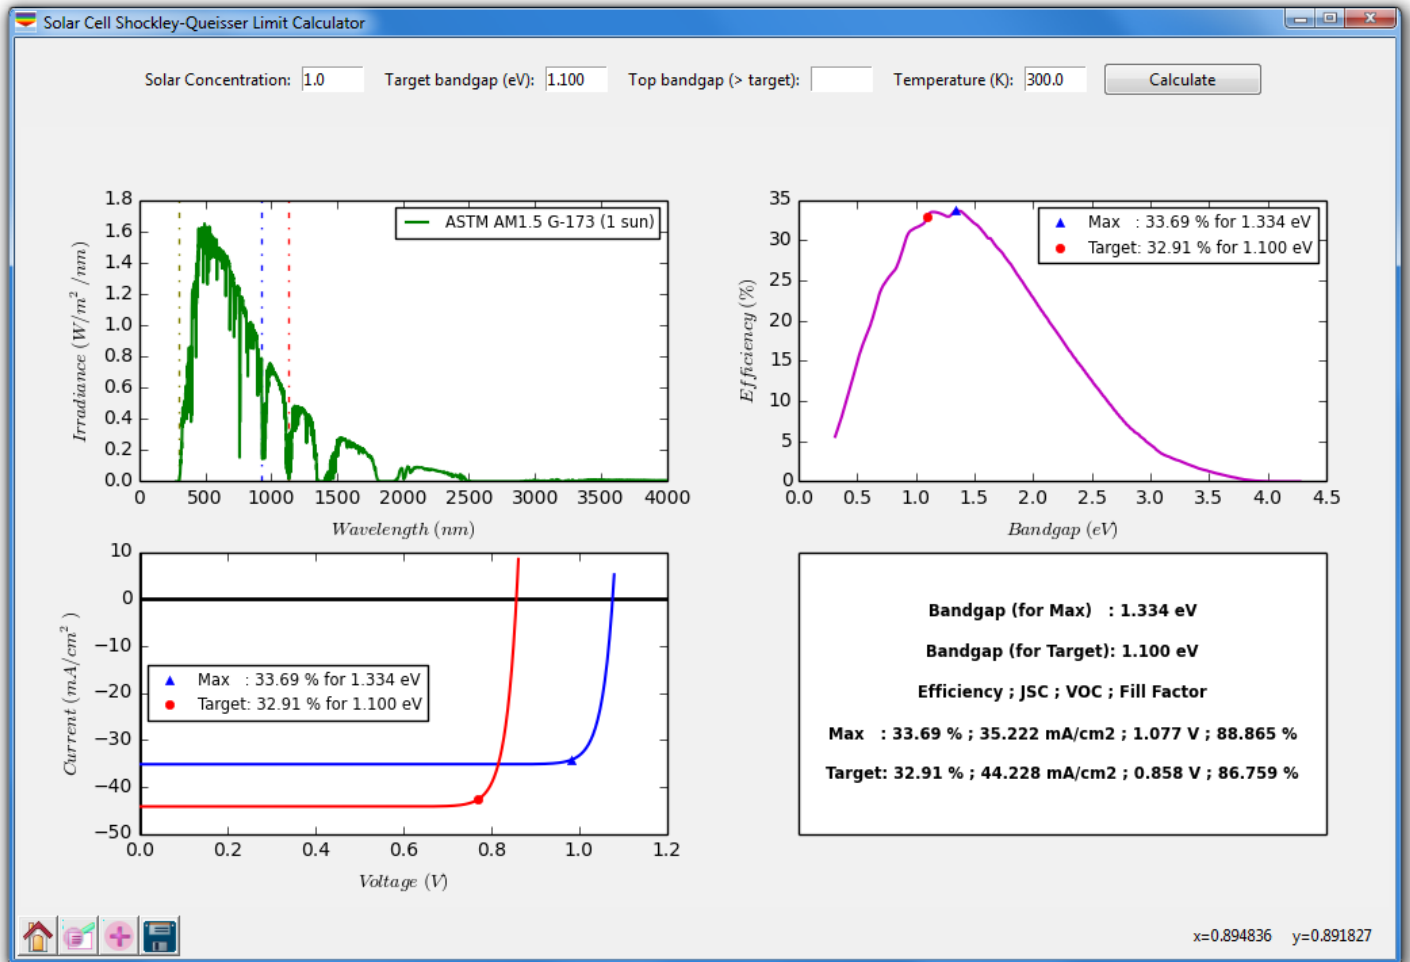 Solar Cell Shockley-Queisser Limit Calculator
Solar Concentration: 1.0 Target bandgap (eV): 1.100 Top bandgap (> target): Temperature (K): 300.0 Calculate
1.8
1.6
1.4
1.2
1.0
0.8
0.6
0.4
0.2
0.0
Irradiance (W/m² /nm)
ASTM AM1.5 G-173 (1 sun)
0 500 1000 1500 2000 2500 3000 3500 4000
Wavelength (nm)
35
30
25
20
15
10
5
0
Efficiency (%)
Max : 33.69 % for 1.334 eV
Target: 32.91 % for 1.100 eV
0.0 0.5 1.0 1.5 2.0 2.5 3.0 3.5 4.0 4.5
Bandgap (eV)
10
0
−10
−20
−30
−40
−50
Current (mA/cm² )
Max : 33.69 % for 1.334 eV
Target: 32.91 % for 1.100 eV
0.0 0.2 0.4 0.6 0.8 1.0 1.2
Voltage (V)
Bandgap (for Max) : 1.334 eV
Bandgap (for Target): 1.100 eV
Efficiency ; JSC ; VOC ; Fill Factor
Max : 33.69 % ; 35.222 mA/cm2 ; 1.077 V ; 88.865 %
Target: 32.91 % ; 44.228 mA/cm2 ; 0.858 V ; 86.759 %
x=0.894836 y=0.891827